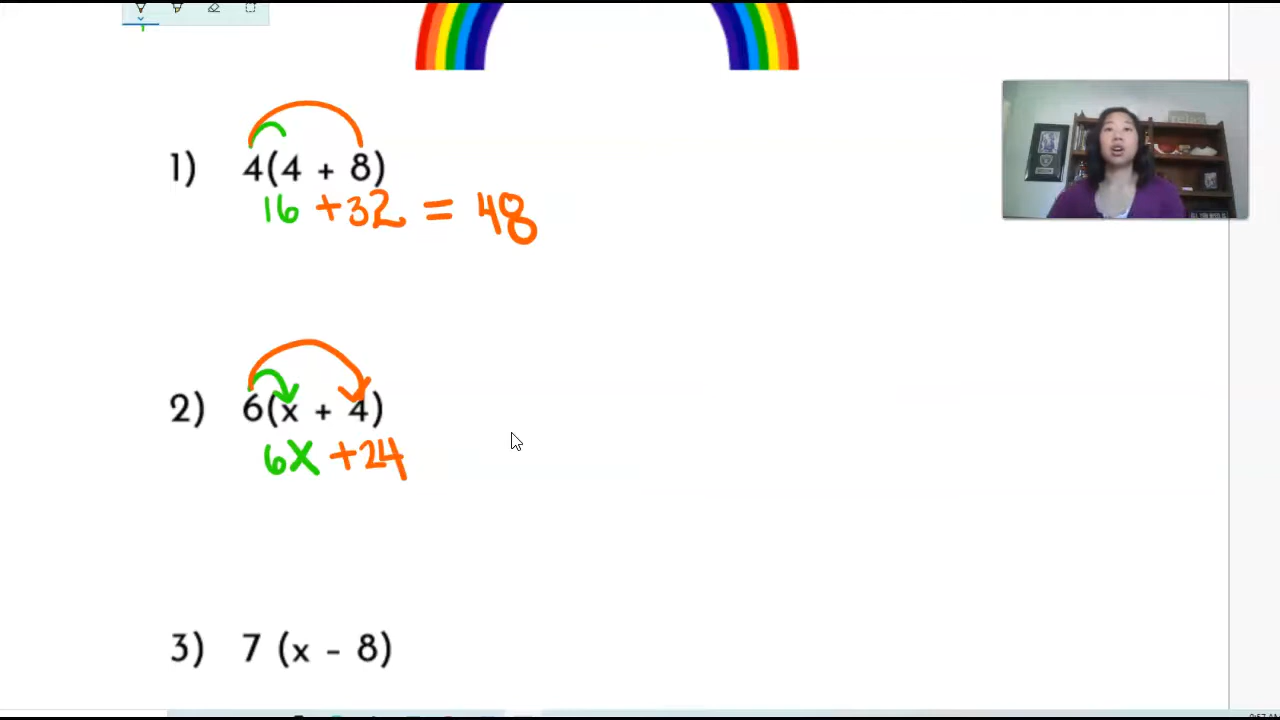 1) 4(4 + 8)
16 + 32 = 48
2) 6(x + 4)
6x + 24
3) 7 (x - 8)